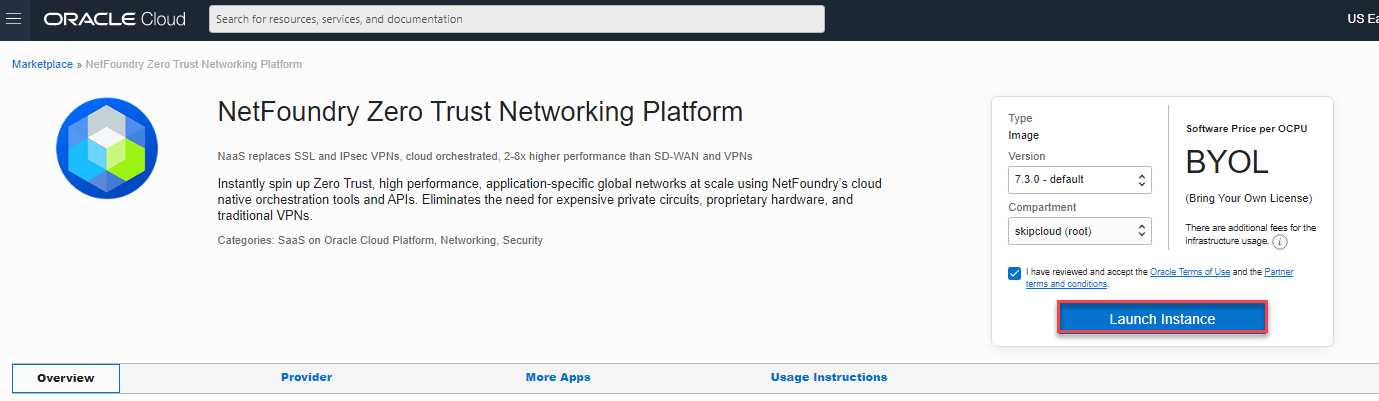 ORACLE Cloud
Search for resources, services, and documentation
US Ea
Marketplace » NetFoundry Zero Trust Networking Platform
NetFoundry Zero Trust Networking Platform
NaaS replaces SSL and IPsec VPNs, cloud orchestrated, 2-8x higher performance than SD-WAN and VPNs
Instantly spin up Zero Trust, high performance, application-specific global networks at scale using NetFoundry's cloud
native orchestration tools and APIs. Eliminates the need for expensive private circuits, proprietary hardware, and
traditional VPNs.
Categories: SaaS on Oracle Cloud Platform, Networking, Security
Type
Image
Version
7.3.0 - default
Compartment
skipcloud (root)
Software Price per OCPU
BYOL
(Bring Your Own License)
There are additional fees for the
infrastructure usage. i
I have reviewed and accept the Oracle Terms of Use and the Partner
terms and conditions.
Launch Instance
Overview
Provider
More Apps
Usage Instructions